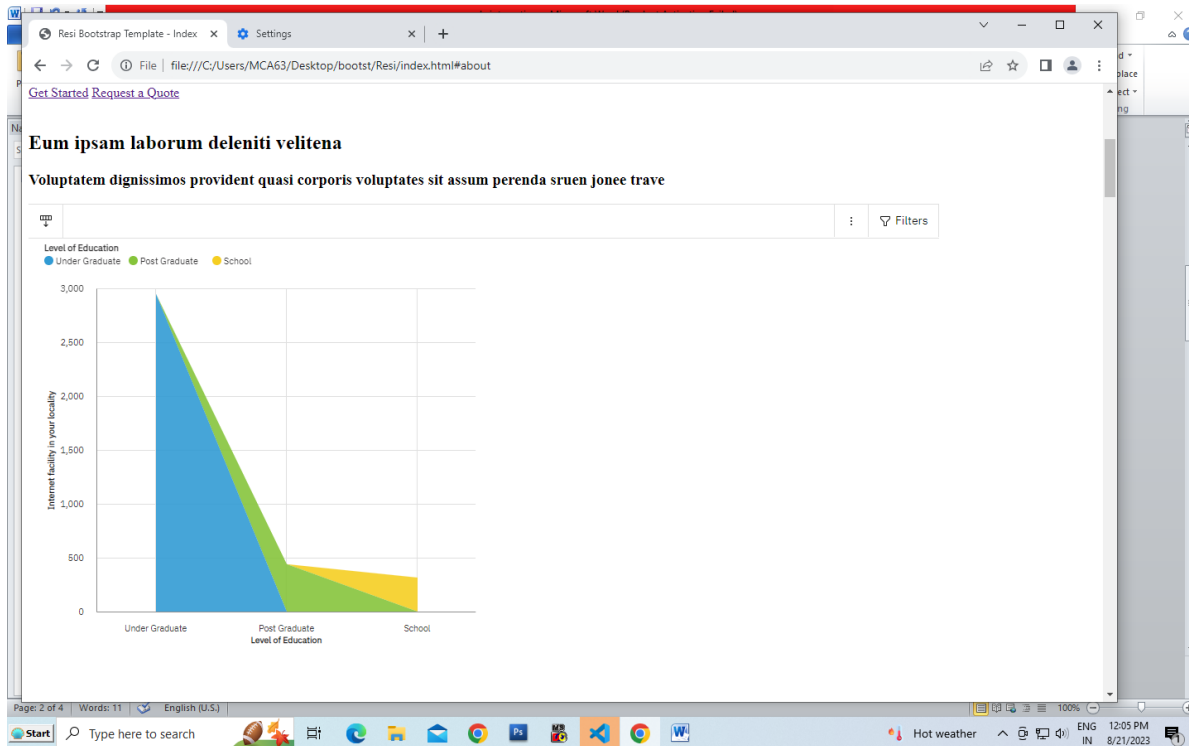 Resi Bootstrap Template - Index
Settings
File
file:///C:/Users/MCA63/Desktop/bootst/Resi/index.html#about
Get Started Request a Quote
Eum ipsam laborum deleniti velitena
Voluptatem dignissimos provident quasi corporis voluptates sit assum perenda sruen jonee trave
Filters
Level of Education
Under Graduate Post Graduate School
3,000
2,500
2,000
1,500
1,000
500
0
Internet facility in your locality
Under Graduate Post Graduate School
Level of Education
Page: 2 of 4 Words: 11 English (U.S.) 100%
Start Type here to search Ps Hot weather ENG 12:05 PM
IN 8/21/2023